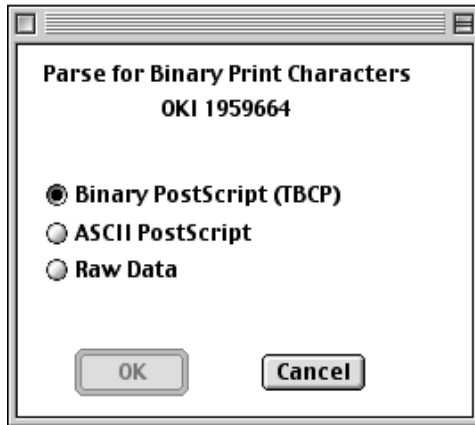 Parse for Binary Print Characters
OKI 1959664
Binary PostScript (TBCP)
ASCII PostScript
Raw Data
OK Cancel